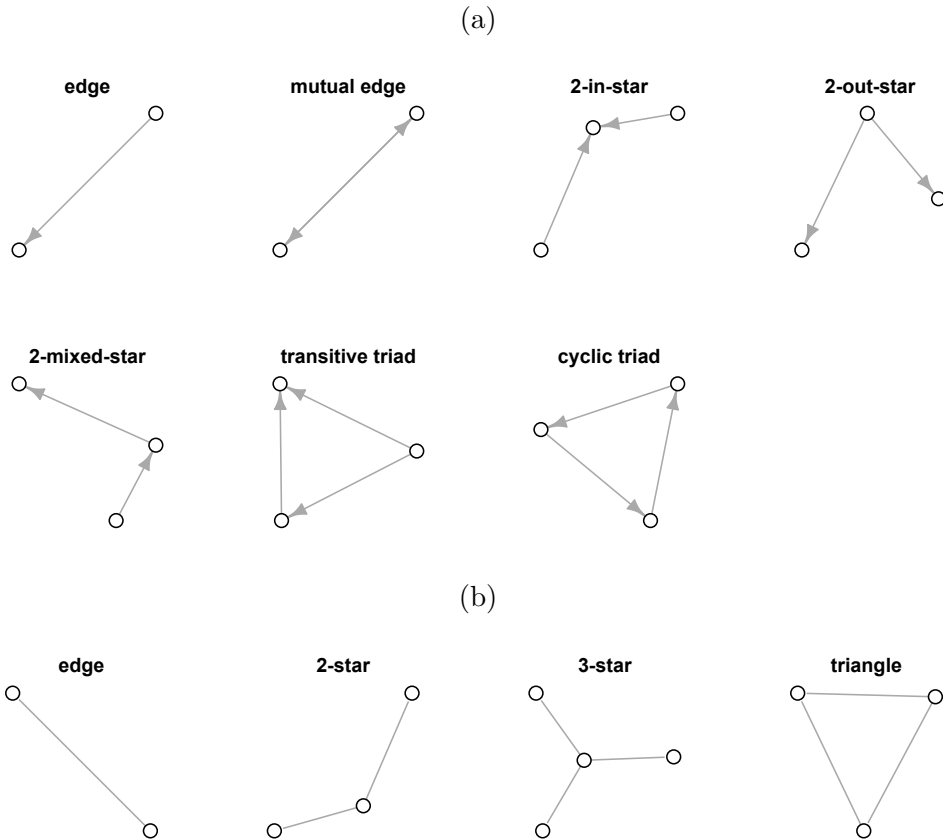 (a)
edge
mutual edge
2-in-star
2-out-star
2-mixed-star
transitive triad
cyclic triad
(b)
edge
2-star
3-star
triangle